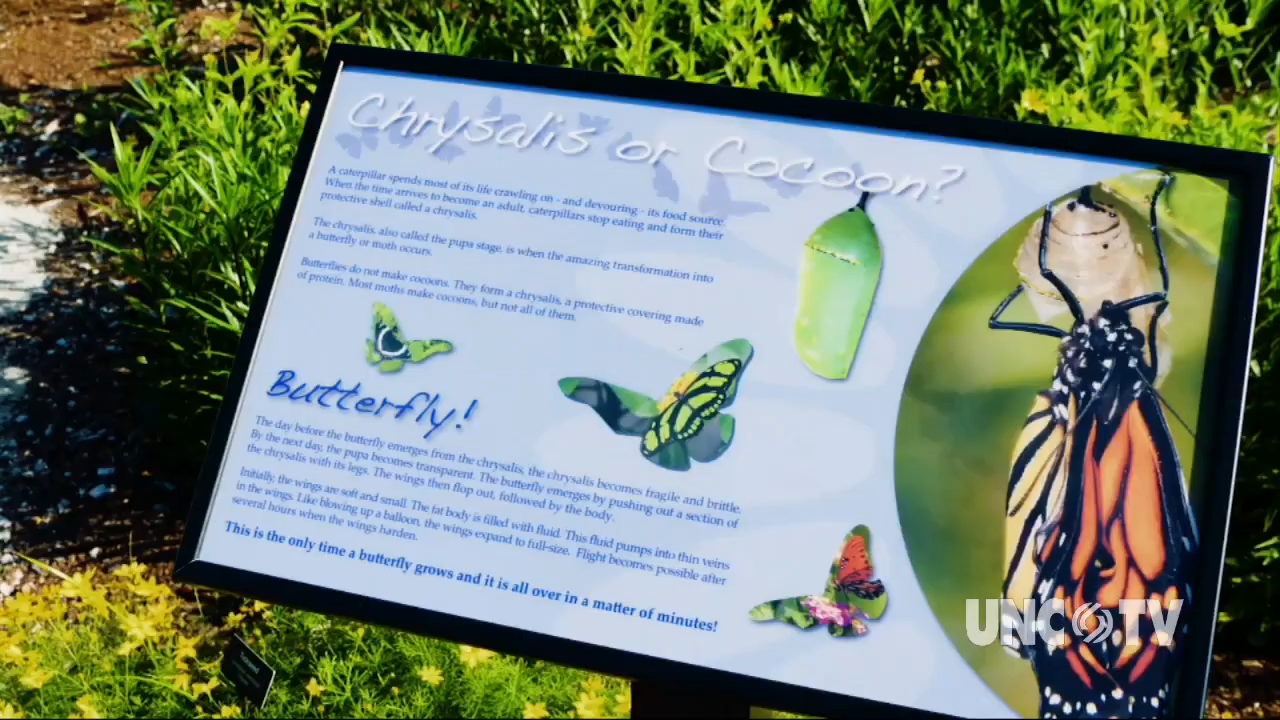 Chrysalis or Cocoon?
A caterpillar spends most of its life crawling on - and devouring - its food source
When the time arrives to become an adult, caterpillars stop eating and form their
protective shell called a chrysalis.
The chrysalis, also called the pupa stage, is when the amazing transformation into
a butterfly or moth occurs.
Butterflies do not make cocoons. They form a chrysalis, a protective covering made
of protein. Most moths make cocoons, but not all of them.
Butterfly!
The day before the butterfly emerges from the chrysalis, the chrysalis becomes fragile and brittle.
By the next day, the pupa becomes transparent. The butterfly emerges by pushing out a section of
the chrysalis with its legs. The wings then flop out, followed by the body.
Initially, the wings are soft and small. The fat body is filled with fluid. This fluid pumps into thin veins
in the wings. Like blowing up a balloon, the wings expand to full-size. Flight becomes possible after
several hours when the wings harden.
This is the only time a butterfly grows and it is all over in a matter of minutes!
UNC TV